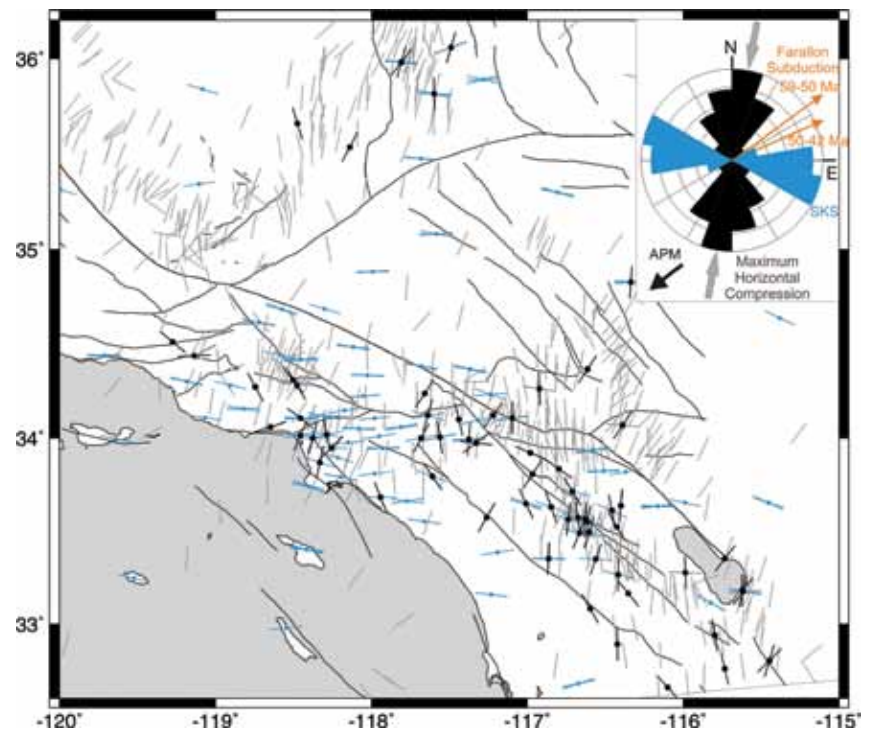 36˚
35˚
34˚
33˚
-120˚
-119˚
-118˚
-117˚
-116˚
-115˚
N
Farallon
Subduction
59-50 Ma
50-42 Ma
E
SKS
APM
Maximum
Horizontal
Compression